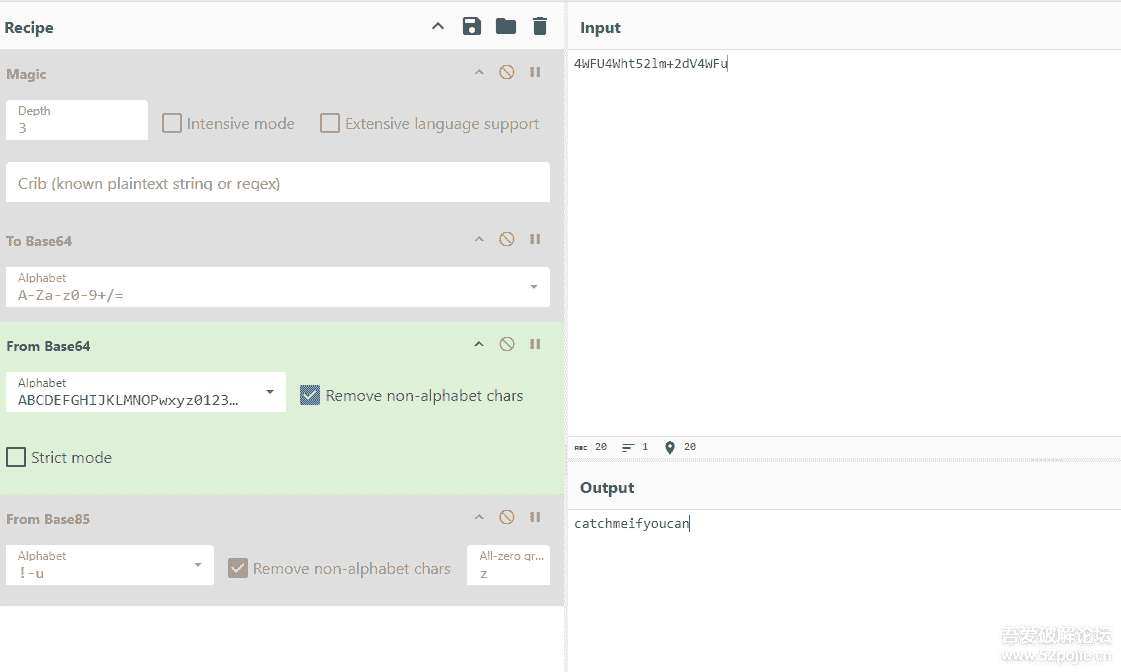 Recipe
Magic
Depth
3
Intensive mode
Extensive language support
Crib (known plaintext string or regex)
To Base64
Alphabet
A-Za-z0-9+/=
From Base64
Alphabet
ABCDEFGHIJKLMNOPwxyz0123…
Remove non-alphabet chars
Strict mode
From Base85
Alphabet
!-u
Remove non-alphabet chars
All-zero gr…
z
Input
4WFU4Wht52lm+2dV4WFu
ABC 20 1 20
Output
catchmeifyoucan
吾爱破解论坛
www.52pojie.cn